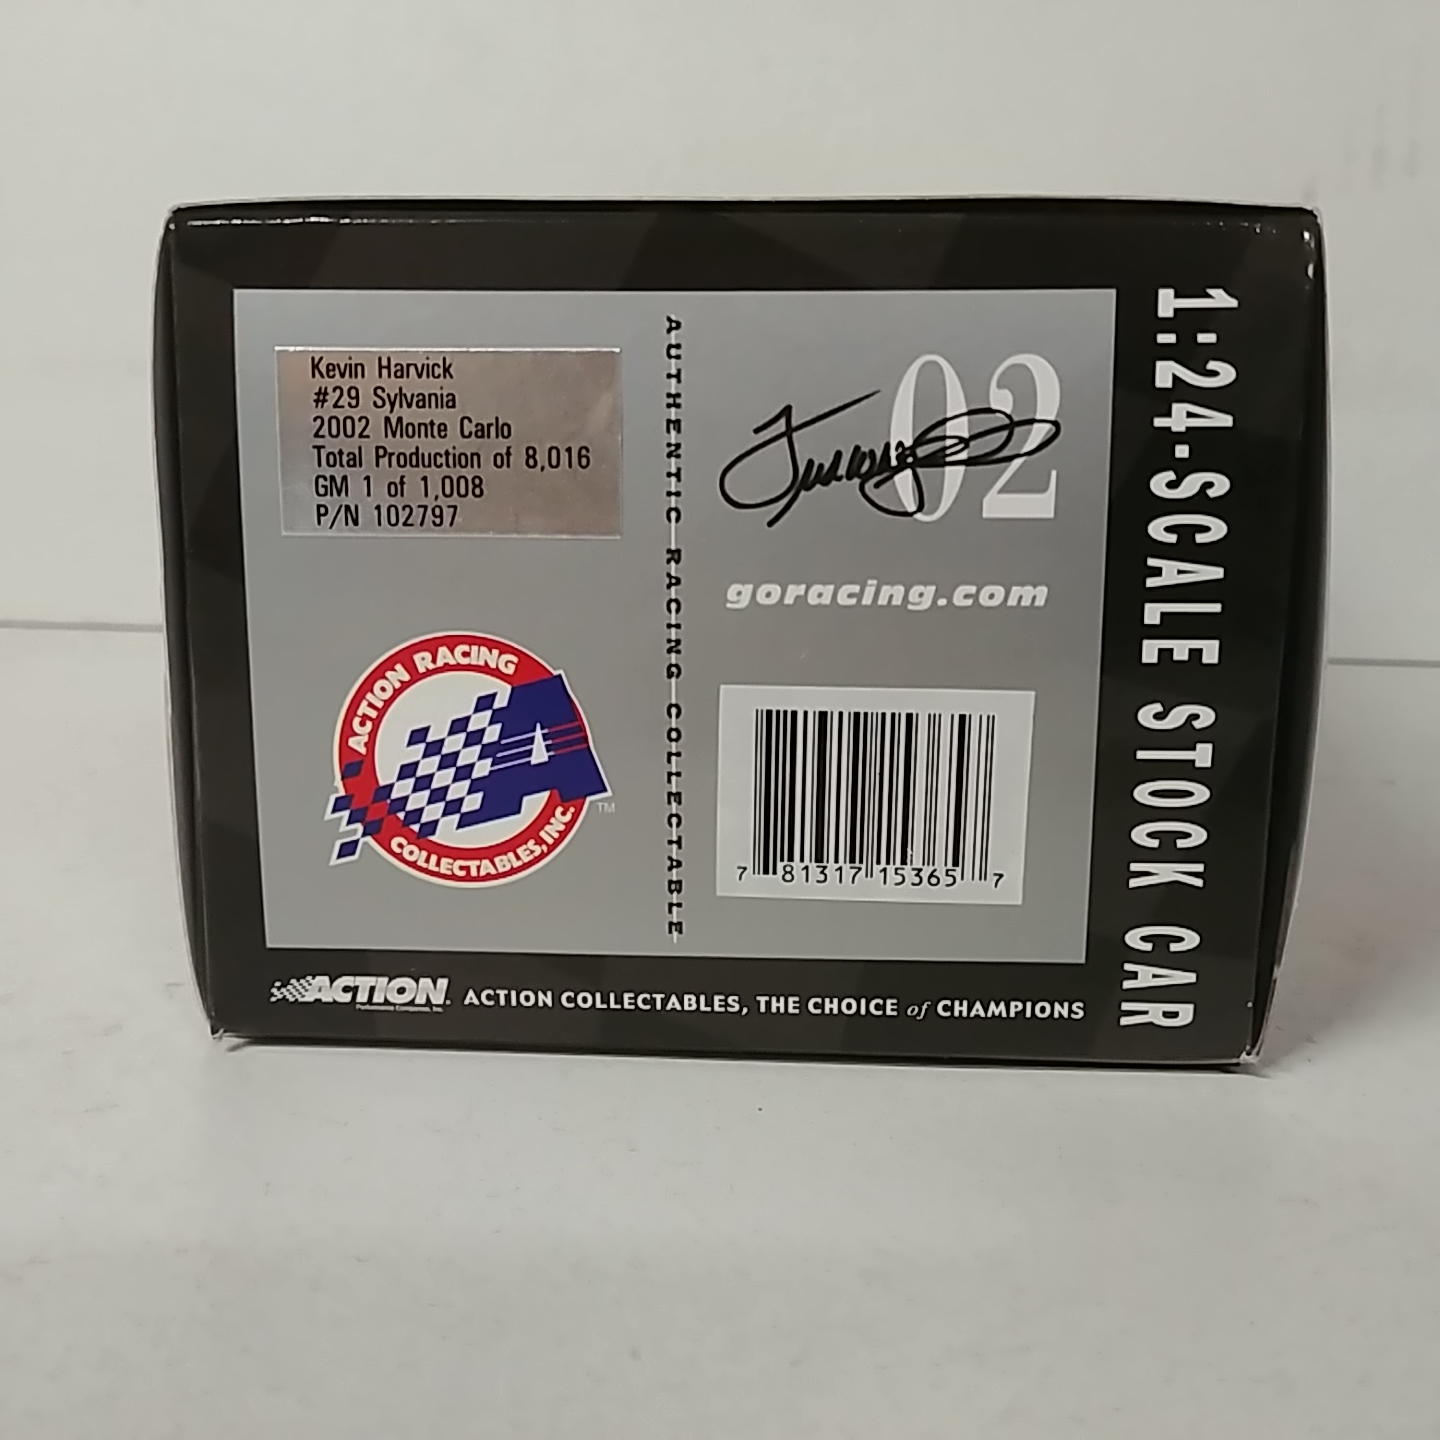 Kevin Harvick
#29 Sylvania
2002 Monte Carlo
Total Production of 8,016
GM 1 of 1,008
P/N 102797
ACTION RACING
COLLECTABLES, INC.
TM
AUTHENTIC RACING COLLECTABLE
02
goracing.com
7 81317 15365 7
1:24-SCALE STOCK CAR
ACTION
ACTION COLLECTABLES, THE CHOICE of CHAMPIONS